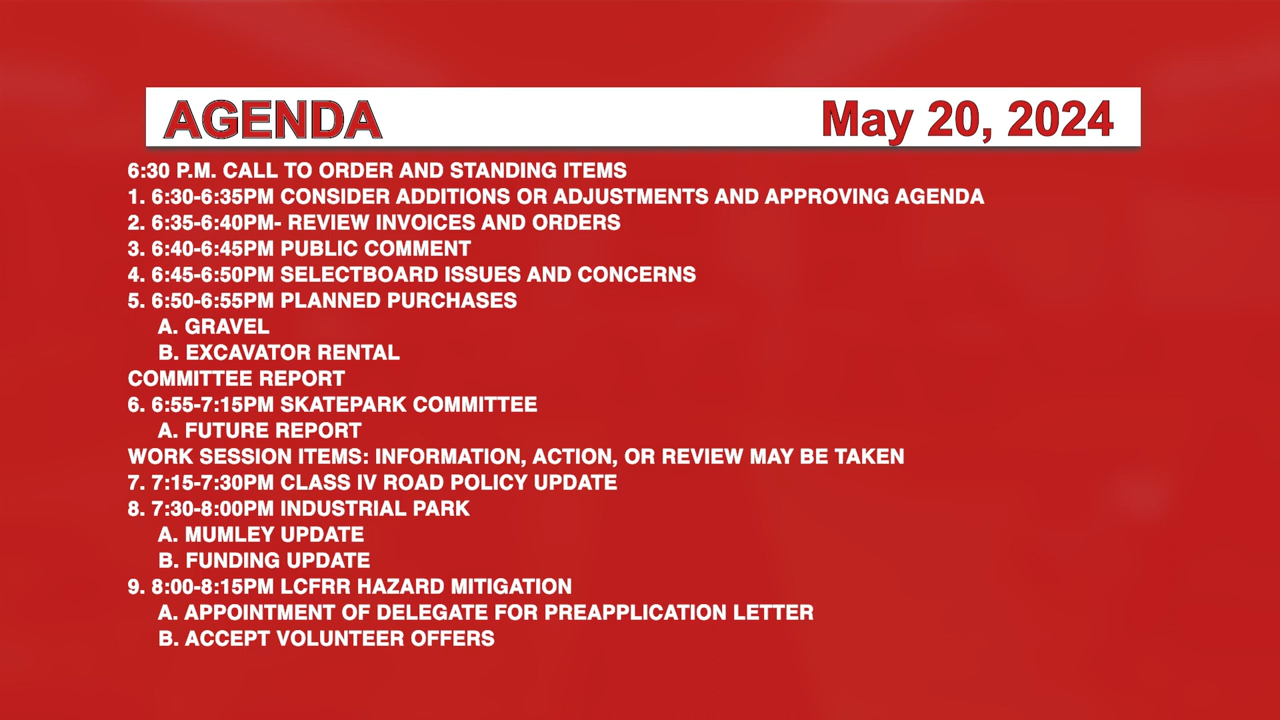 AGENDA May 20, 2024
6:30 P.M. CALL TO ORDER AND STANDING ITEMS
1. 6:30-6:35PM CONSIDER ADDITIONS OR ADJUSTMENTS AND APPROVING AGENDA
2. 6:35-6:40PM- REVIEW INVOICES AND ORDERS
3. 6:40-6:45PM PUBLIC COMMENT
4. 6:45-6:50PM SELECTBOARD ISSUES AND CONCERNS
5. 6:50-6:55PM PLANNED PURCHASES
A. GRAVEL
B. EXCAVATOR RENTAL
COMMITTEE REPORT
6. 6:55-7:15PM SKATEPARK COMMITTEE
A. FUTURE REPORT
WORK SESSION ITEMS: INFORMATION, ACTION, OR REVIEW MAY BE TAKEN
7. 7:15-7:30PM CLASS IV ROAD POLICY UPDATE
8. 7:30-8:00PM INDUSTRIAL PARK
A. MUMLEY UPDATE
B. FUNDING UPDATE
9. 8:00-8:15PM LCFRR HAZARD MITIGATION
A. APPOINTMENT OF DELEGATE FOR PREAPPLICATION LETTER
B. ACCEPT VOLUNTEER OFFERS